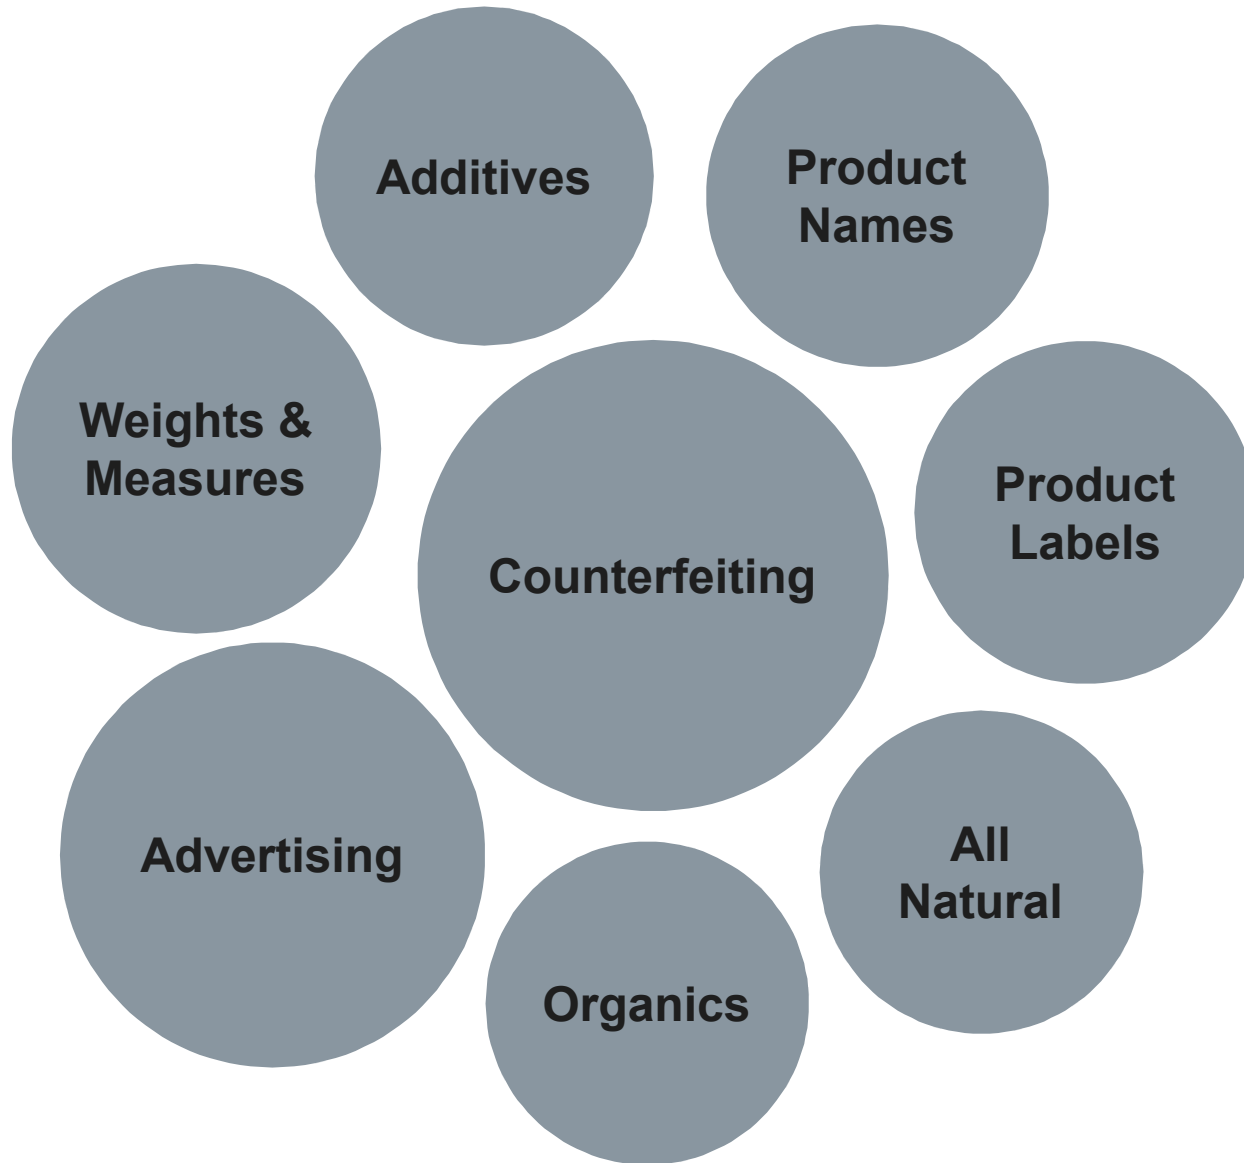 Additives
Product
Names
Weights &
Measures
Product
Labels
Counterfeiting
Advertising
All
Natural
Organics